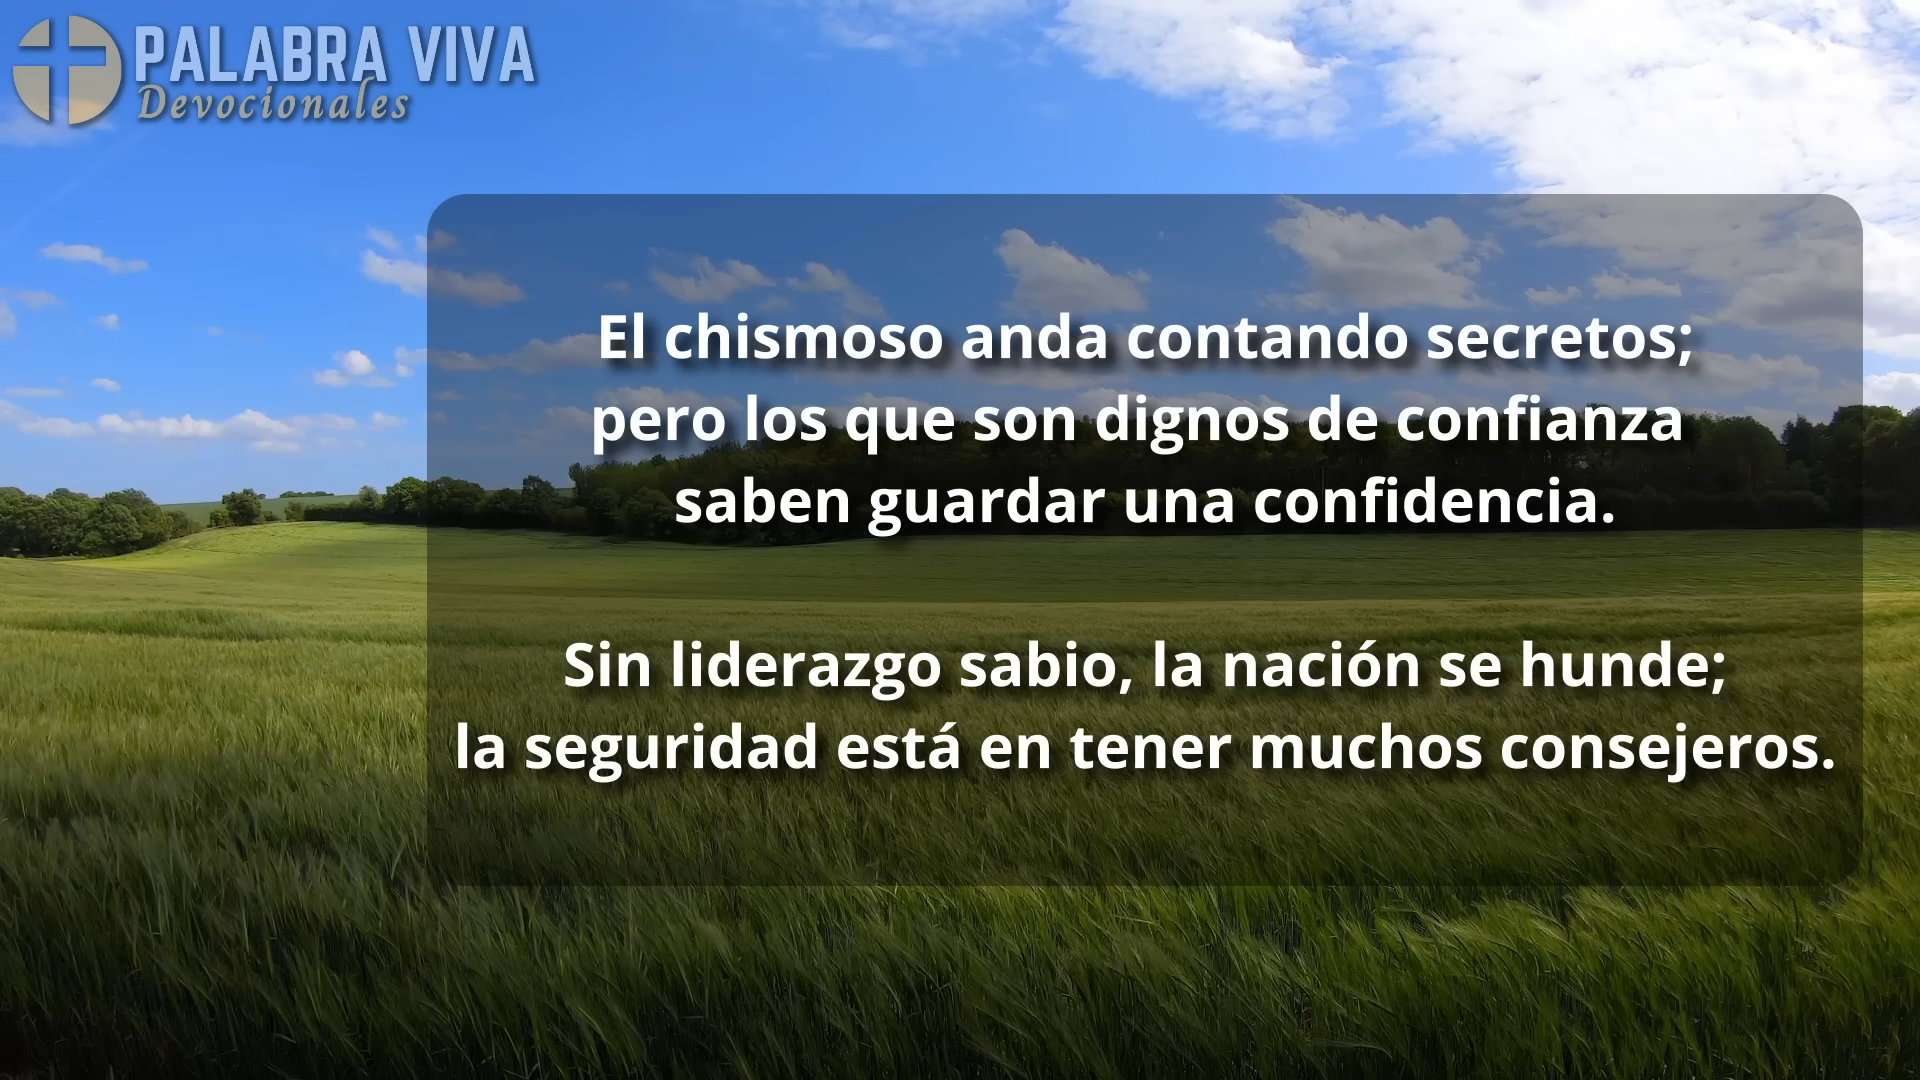 PALABRA VIVA
Devocionales
El chismoso anda contando secretos;
pero los que son dignos de confianza
saben guardar una confidencia.
Sin liderazgo sabio, la nación se hunde;
la seguridad está en tener muchos consejeros.